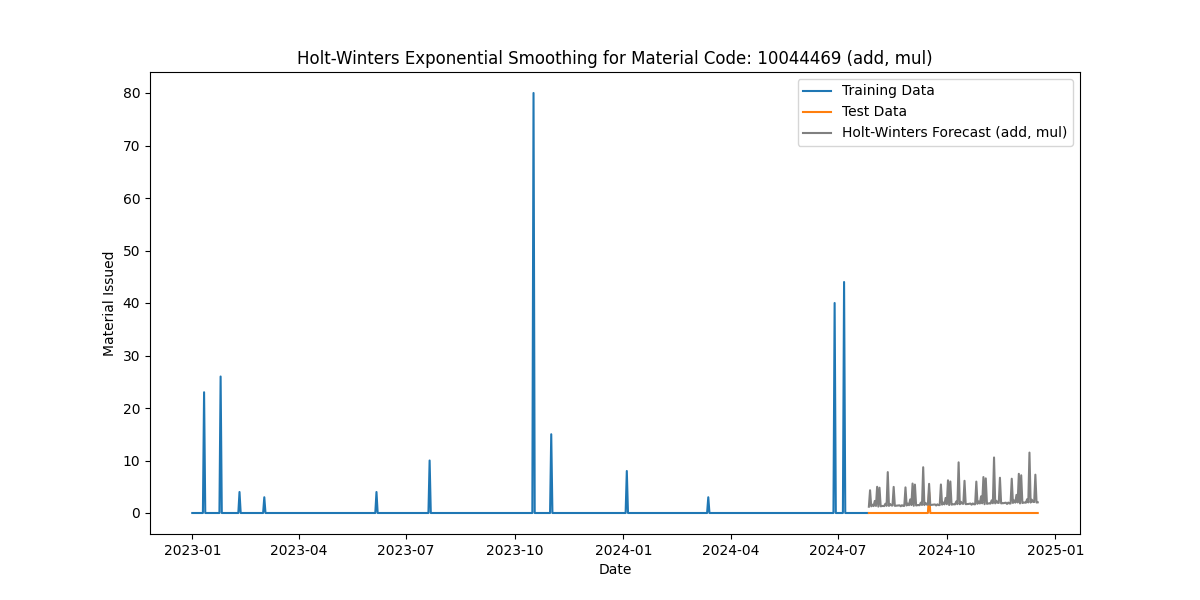 Holt-Winters Exponential Smoothing for Material Code: 10044469 (add, mul)
Training Data
Test Data
Holt-Winters Forecast (add, mul)
Material Issued
80
70
60
50
40
30
20
10
0
2023-01 2023-04 2023-07 2023-10 2024-01 2024-04 2024-07 2024-10 2025-01
Date